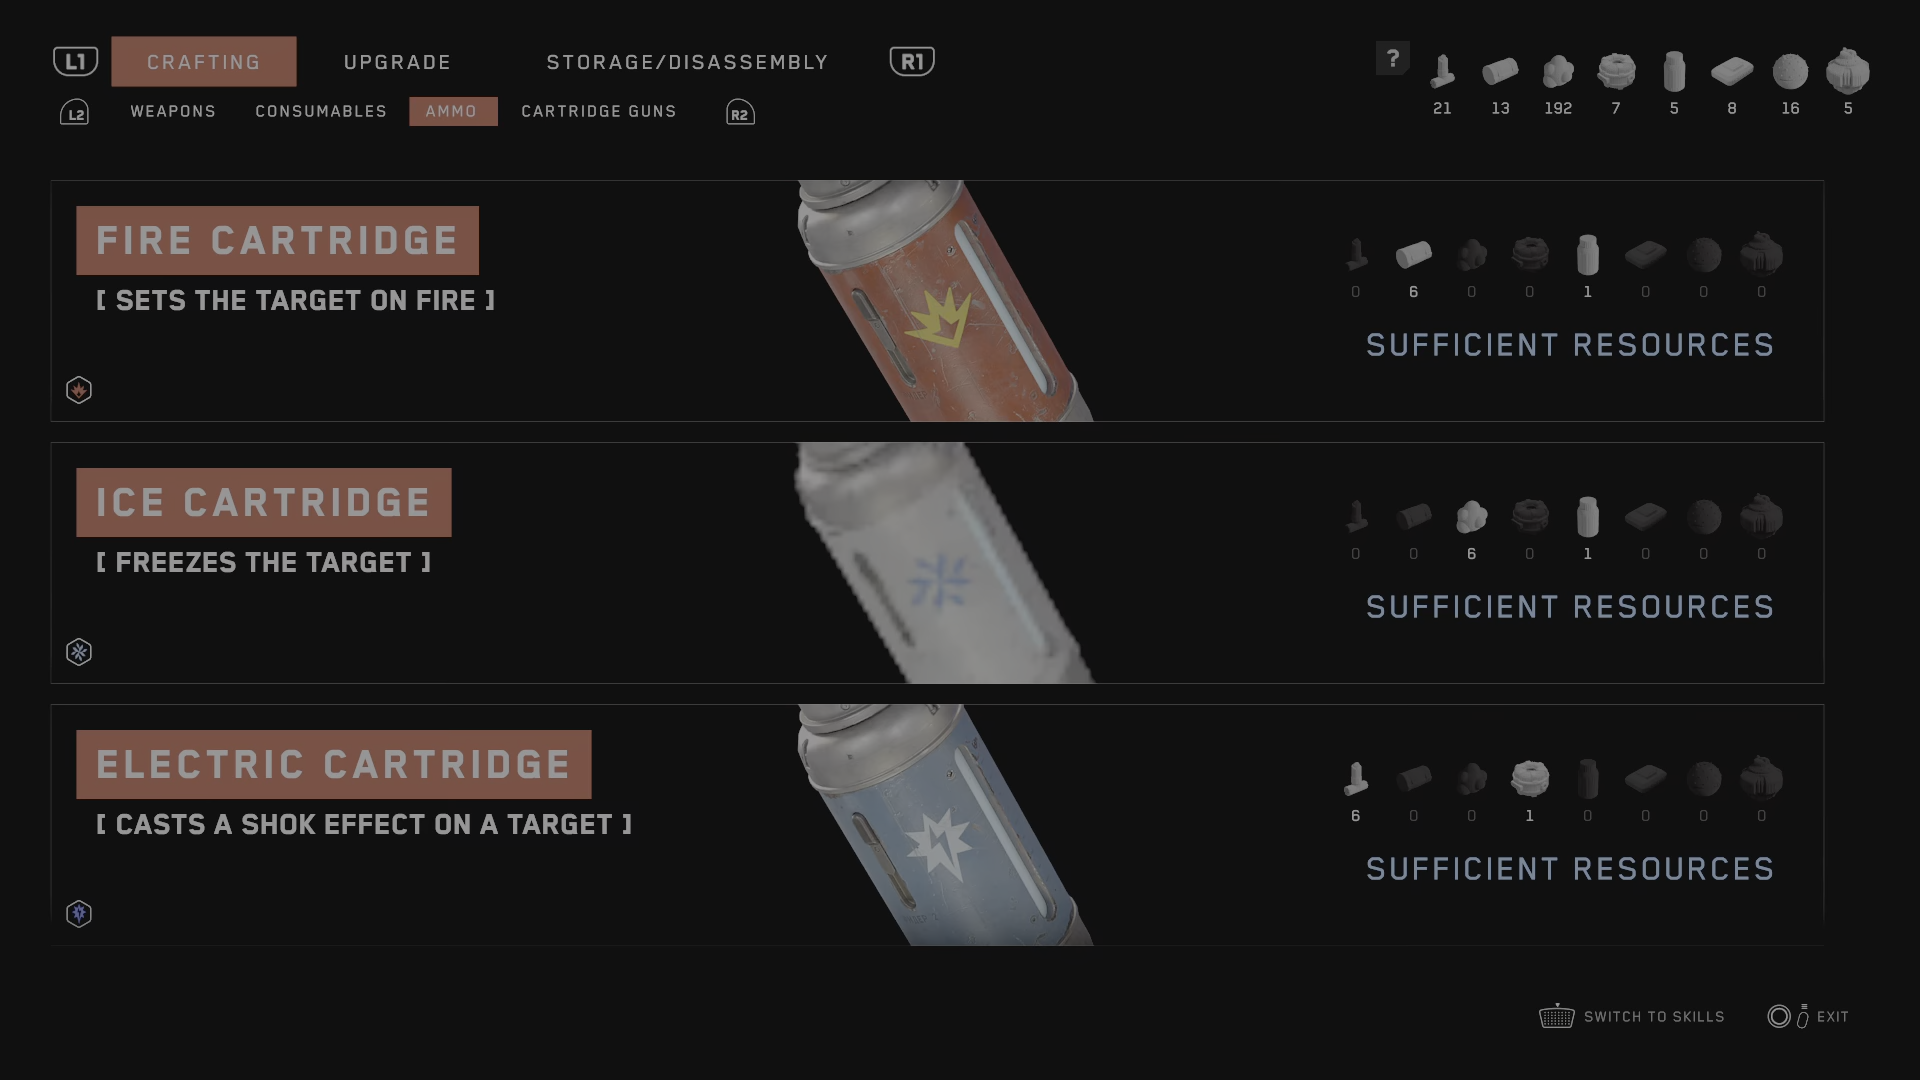 L1 CRAFTING UPGRADE STORAGE/DISASSEMBLY R1
L2 WEAPONS CONSUMABLES AMMO CARTRIDGE GUNS R2
?
21 13 192 7 5 8 16 5
FIRE CARTRIDGE
[ SETS THE TARGET ON FIRE ]
0 6 0 0 1 0 0 0
SUFFICIENT RESOURCES
ICE CARTRIDGE
[ FREEZES THE TARGET ]
0 0 6 0 1 0 0 0
SUFFICIENT RESOURCES
ELECTRIC CARTRIDGE
[ CASTS A SHOK EFFECT ON A TARGET ]
6 0 0 1 0 0 0 0
SUFFICIENT RESOURCES
SWITCH TO SKILLS EXIT